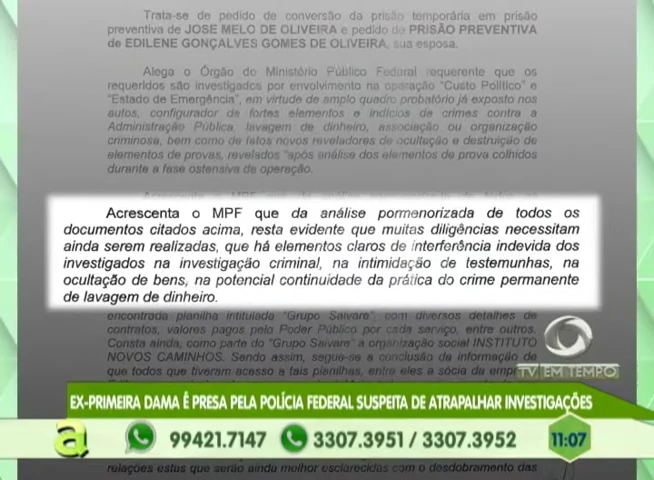 Trata-se de pedido de conversão da prisão temporária em prisão
preventiva de JOSÉ MELO DE OLIVEIRA e pedido de PRISÃO PREVENTIVA
de EDILENE GONÇALVES GOMES DE OLIVEIRA, sua esposa.
Alega o Órgão do Ministério Público Federal requerente que os
requeridos são investigados por envolvimento na operação "Custo Político" e
"Estado de Emergência", em virtude de amplo quadro probatório já exposto nos
autos, configurador de fortes elementos e indícios de crimes contra a
Administração Pública, lavagem de dinheiro, associação ou organização
criminosa, bem como de fatos novos reveladores de ocultação e destruição de
elementos de provas, revelados "após análise dos elementos de prova colhidos
durante a fase ostensiva de operação.
Acrescenta o MPF que da análise pormenorizada de todos os
documentos citados acima, resta evidente que muitas diligências necessitam
ainda serem realizadas, que há elementos claros de interferência indevida dos
investigados na investigação criminal, na intimidação de testemunhas, na
ocultação de bens, na potencial continuidade da prática do crime permanente
de lavagem de dinheiro.
encontrada planilha intitulada "Grupo Salvare", com diversos detalhes de
contratos, valores pagos pelo Poder Público por cada serviço, entre outros.
Consta ainda, como parte do "Grupo Salvare" a organização social INSTITUTO
NOVOS CAMINHOS. Sendo assim, segue-se a conclusão da informação de
que todos que tiveram acesso a tais planilhas, entre eles a sócia da
TV EM TEMPO
EX-PRIMEIRA DAMA É PRESA PELA POLÍCIA FEDERAL SUSPEITA DE ATRAPALHAR INVESTIGAÇÕES
a 99421.7147 3307.3951 / 3307.3952 11:07
relações estas que serão ainda melhor esclarecidas com o desdobramento das